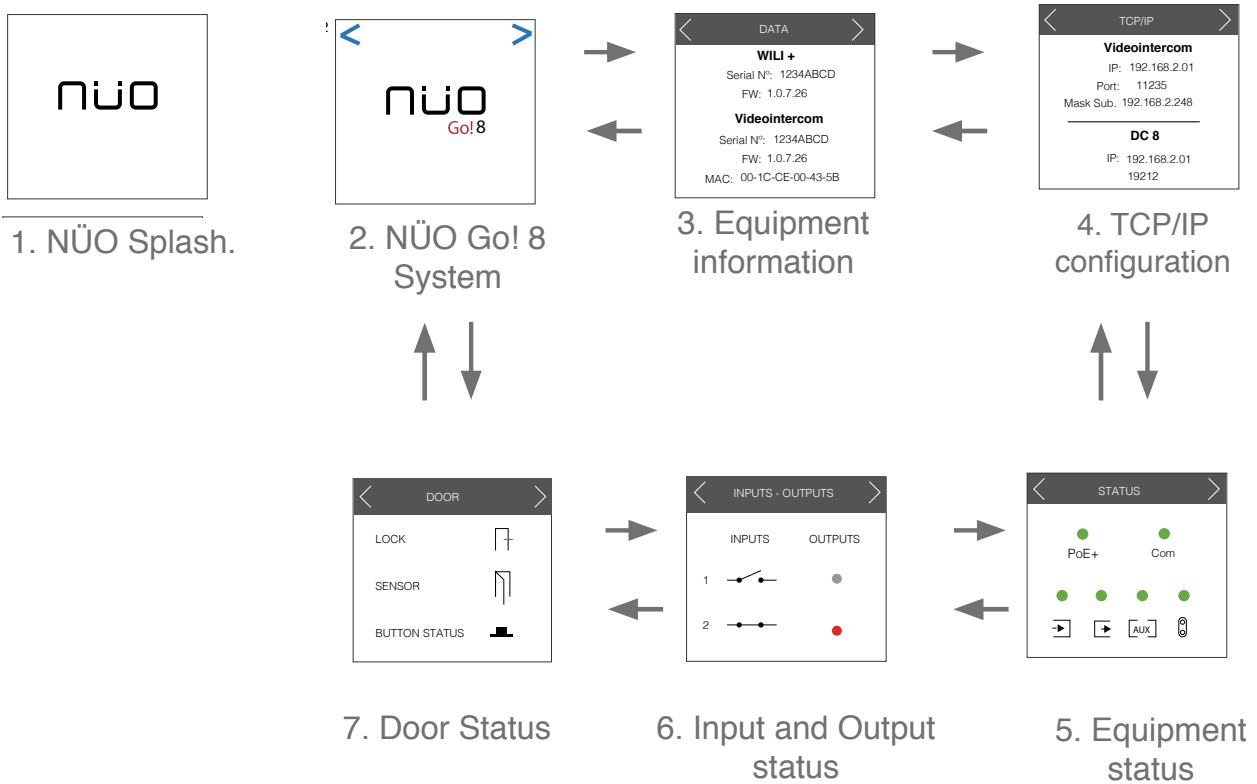 nüo
1. NÜO Splash.
< >
nüo
Go! 8
2. NÜO Go! 8
System
DATA
WILI +
Serial Nº: 1234ABCD
FW: 1.0.7.26
Videointercom
Serial Nº: 1234ABCD
FW: 1.0.7.26
MAC: 00-1C-CE-00-43-5B
3. Equipment
information
TCP/IP
Videointercom
IP: 192.168.2.01
Port: 11235
Mask Sub. 192.168.2.248
DC 8
IP: 192.168.2.01
19212
4. TCP/IP
configuration
DOOR
LOCK
SENSOR
BUTTON STATUS
7. Door Status
INPUTS - OUTPUTS
INPUTS OUTPUTS
1
2
6. Input and Output
status
STATUS
PoE+ Com
AUX
5. Equipment
status